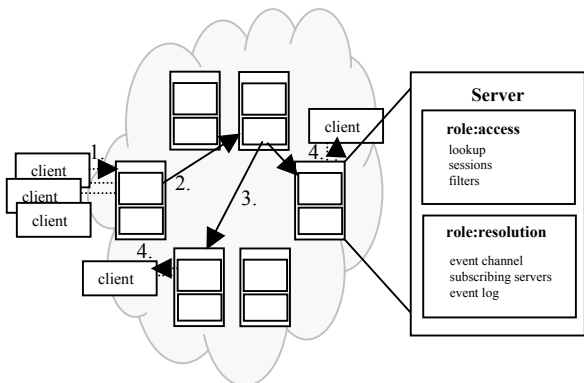 client
client
client
1.
2.
3.
4.
client
4.
client
Server
role:access
lookup
sessions
filters
role:resolution
event channel
subscribing servers
event log